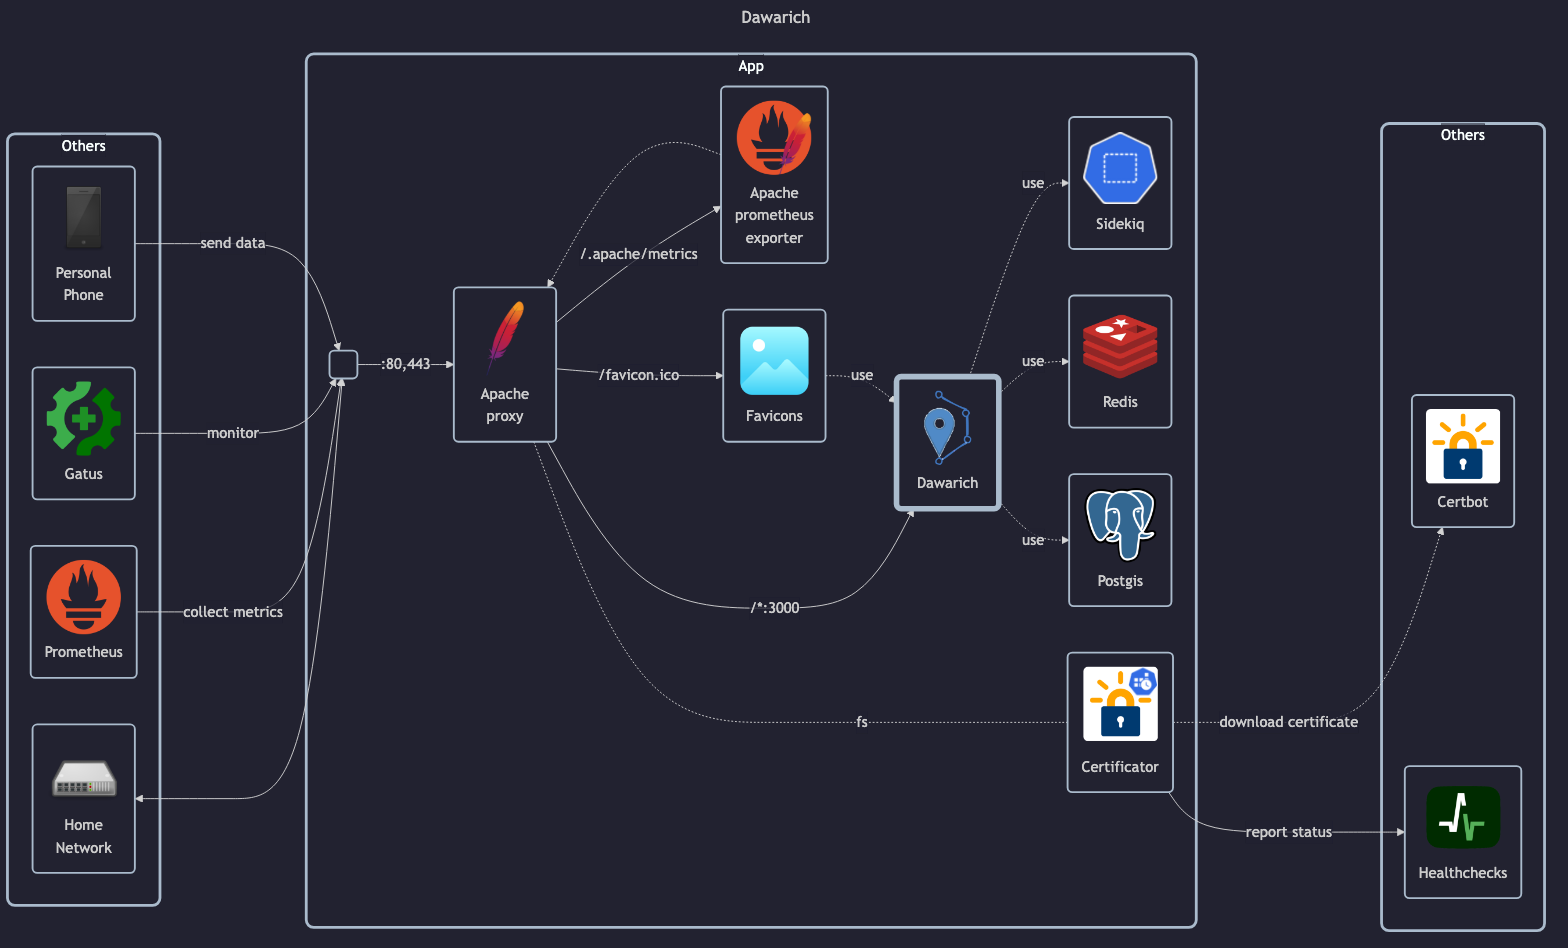 Dawarich
App
Others
Personal
Phone
send data
Gatus
monitor
Prometheus
collect metrics
Home
Network
:80,443
Apache
proxy
/.apache/metrics
Apache
prometheus
exporter
/favicon.ico
Favicons
use
/*:3000
Dawarich
use
Sidekiq
use
Redis
use
Postgis
fs
Certificator
download certificate
report status
Others
Certbot
Healthchecks